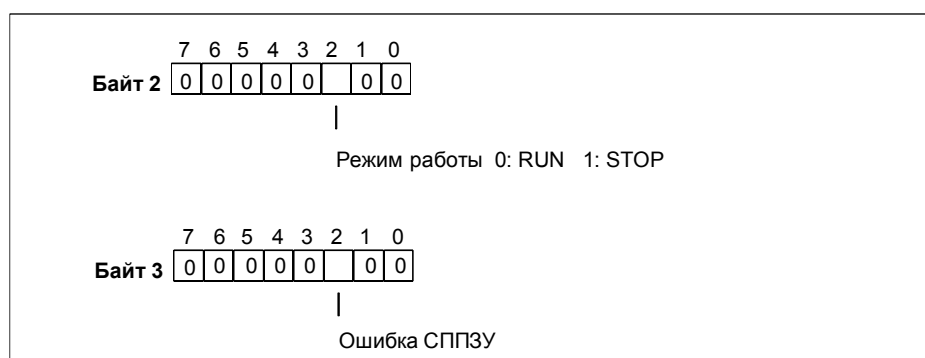 7 6 5 4 3 2 1 0
Байт 2 0 0 0 0 0 0 0
Режим работы 0: RUN 1: STOP
7 6 5 4 3 2 1 0
Байт 3 0 0 0 0 0 0 0
Ошибка СППЗУ